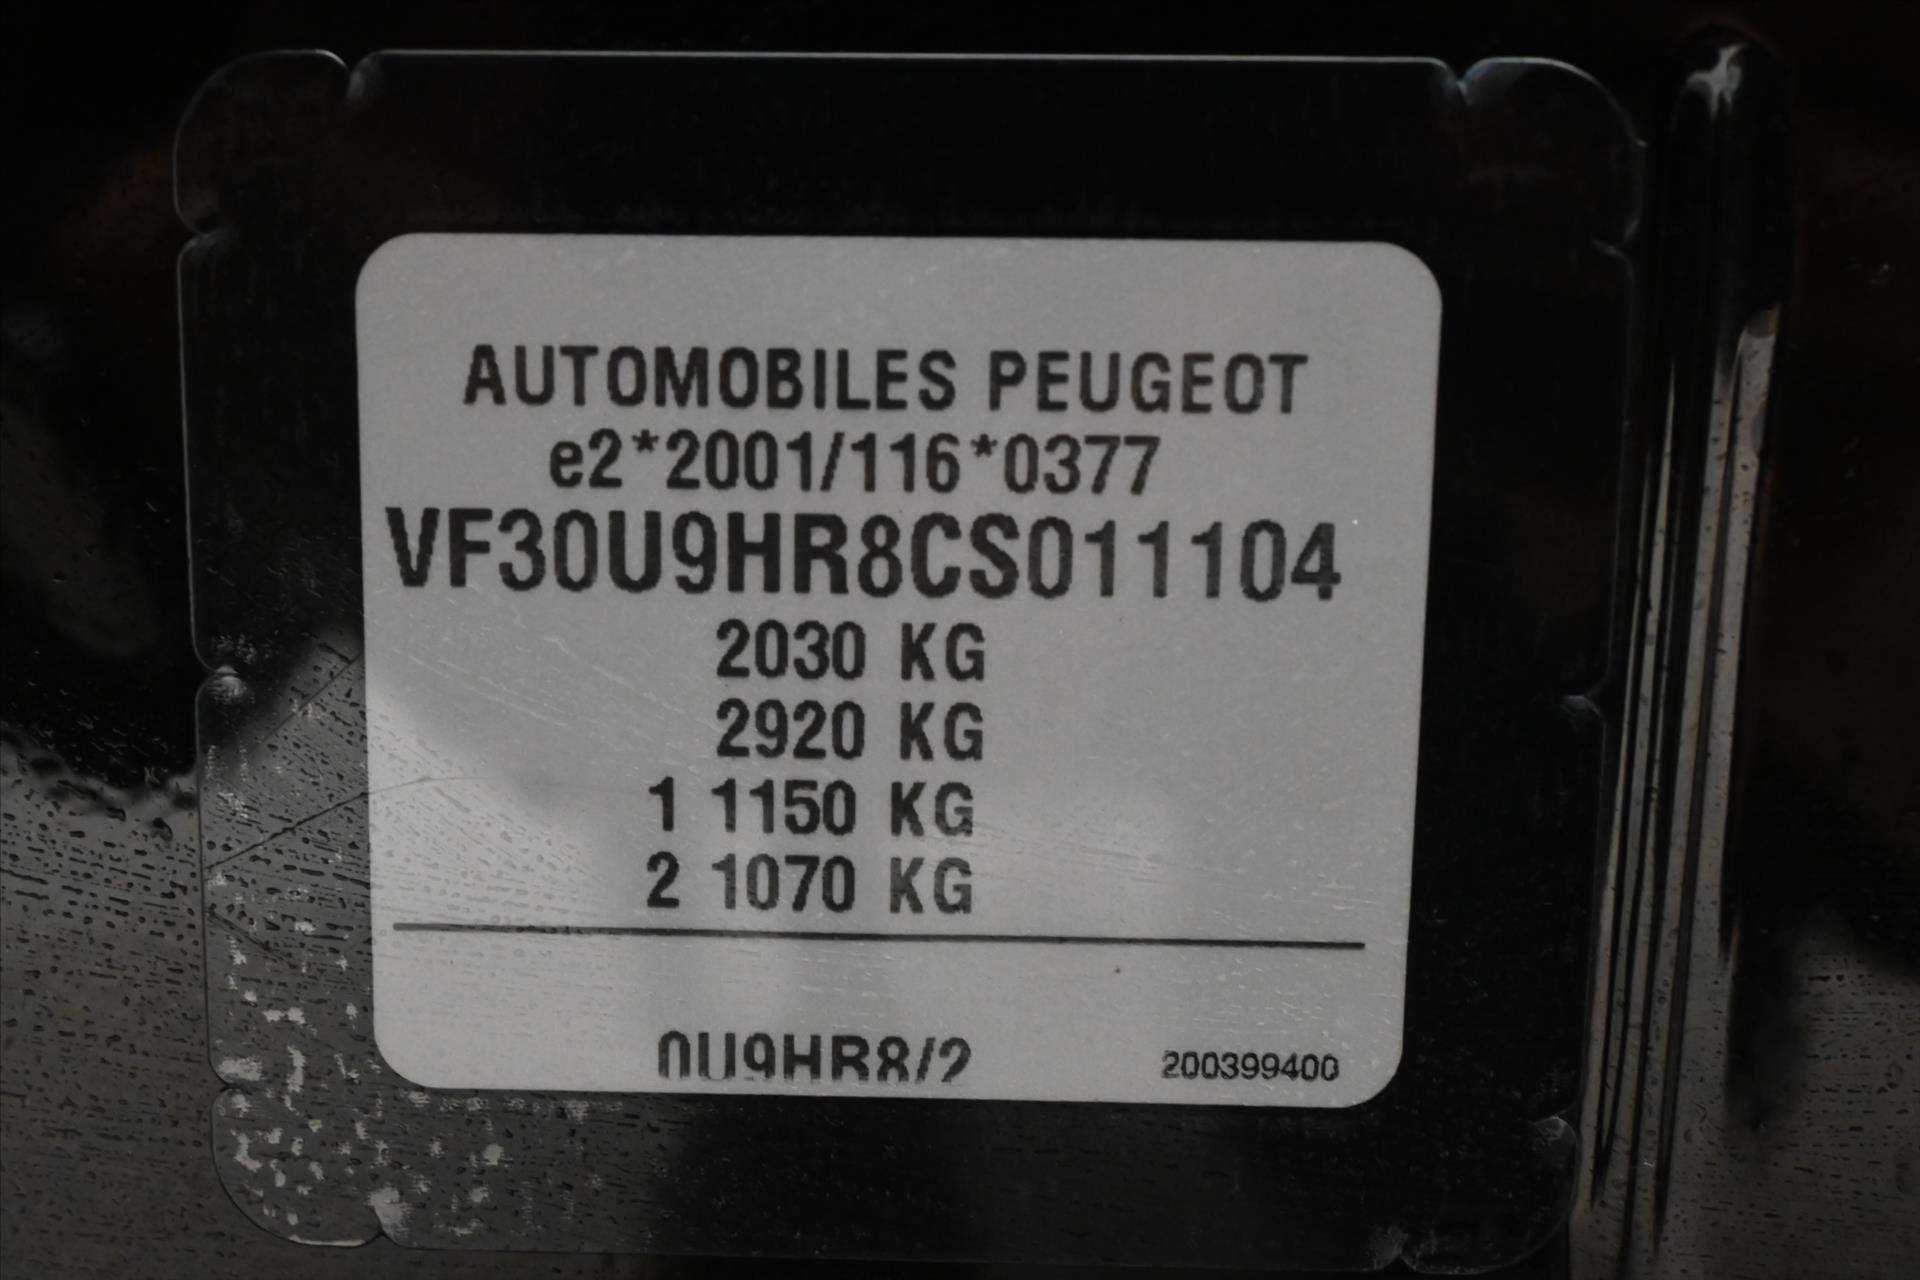 AUTOMOBILES PEUGEOT
e2*2001/116*0377
VF30U9HR8CS011104
2030 KG
2920 KG
1 1150 KG
2 1070 KG
0U9HR8/2 200399400